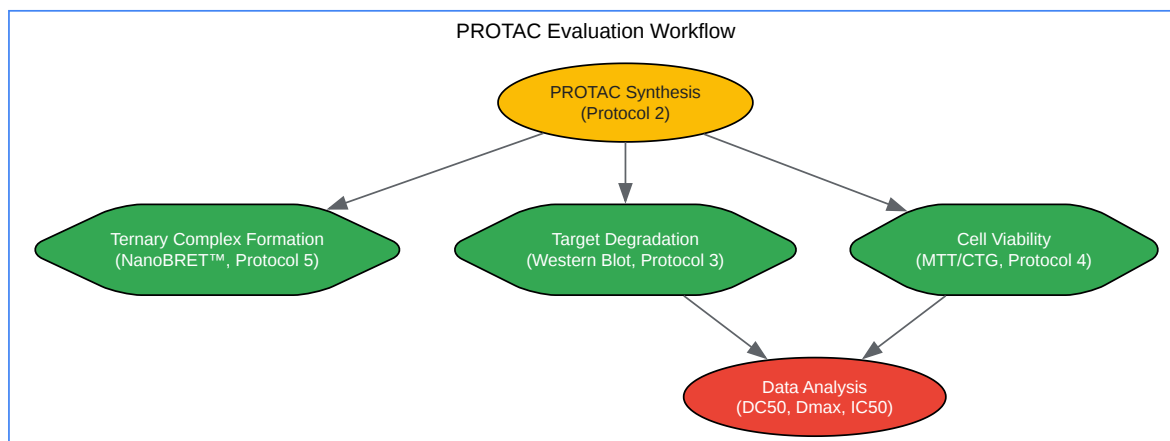 PROTAC Evaluation Workflow
PROTAC Synthesis
(Protocol 2)
Ternary Complex Formation
(NanoBRET™, Protocol 5)
Target Degradation
(Western Blot, Protocol 3)
Cell Viability
(MTT/CTG, Protocol 4)
Data Analysis
(DC50, Dmax, IC50)